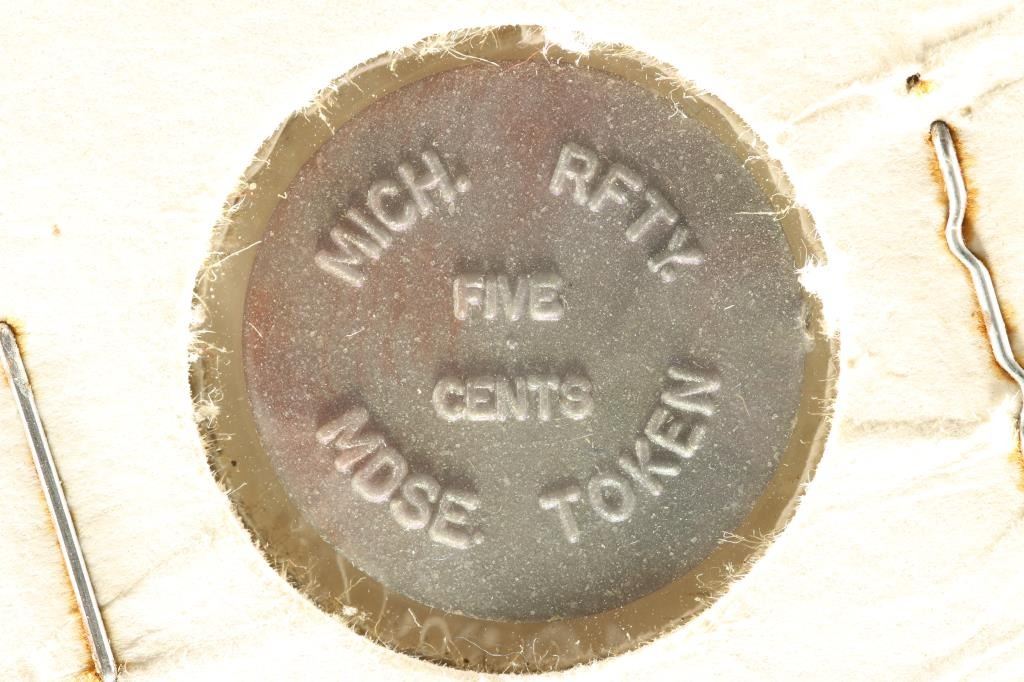 MICH. RFTY.
FIVE
CENTS
MDSE. TOKEN